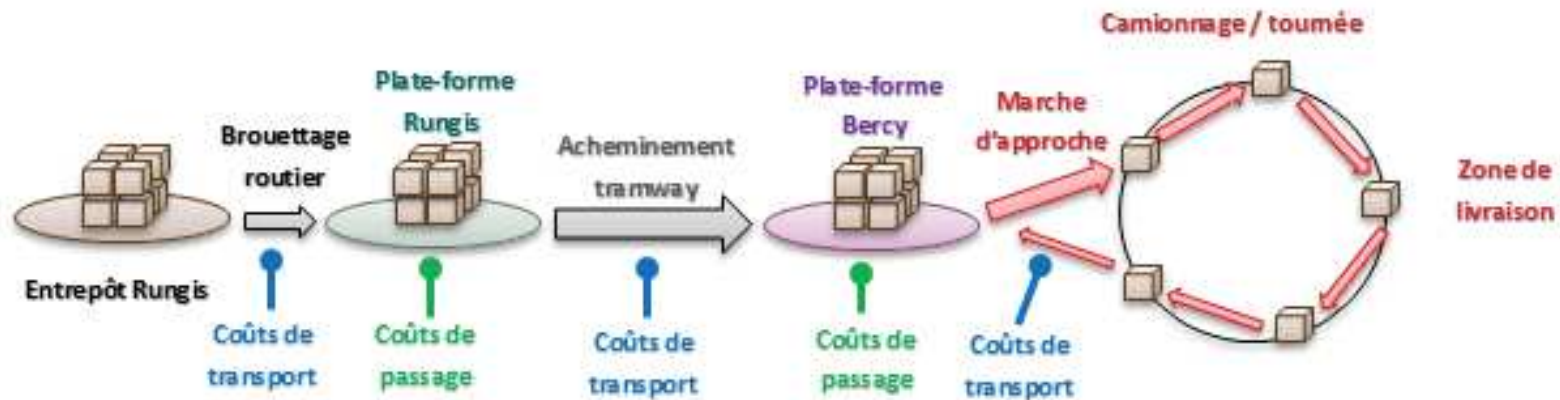 Camionnage / tournée
Plate-forme
Rungis
Plate-forme
Bercy
Marche
d'approche
Brouettage
routier
Acheminement
tramway
Zone de
livraison
Entrepôt Rungis
Coûts de
transport
Coûts de
passage
Coûts de
transport
Coûts de
passage
Coûts de
transport